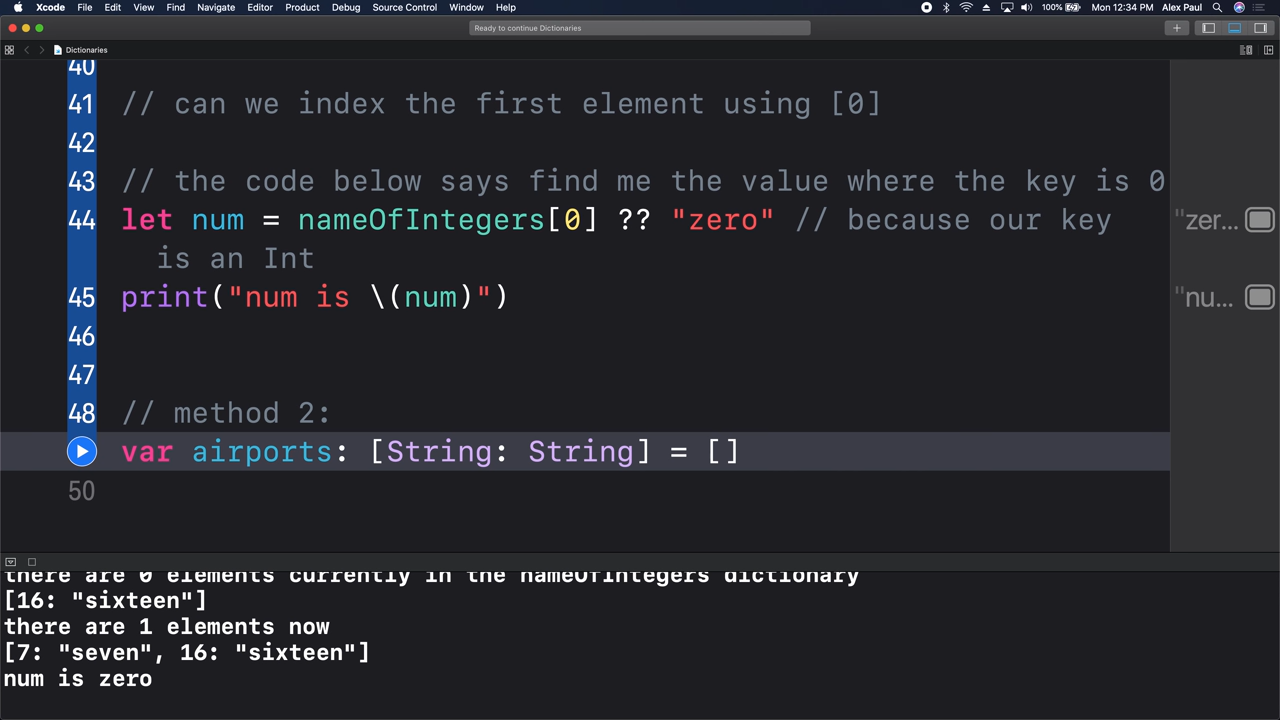 Xcode File Edit View Find Navigate Editor Product Debug Source Control Window Help 100% Mon 12:34 PM Alex Paul
Ready to continue Dictionaries
Dictionaries
40
41 // can we index the first element using [0]
42
43 // the code below says find me the value where the key is 0
44 let num = nameOfIntegers[0] ?? "zero" // because our key "zer...
is an Int
45 print("num is \(num)") "nu...
46
47
48 // method 2:
var airports: [String: String] = []
50
there are 0 elements currently in the nameOfIntegers dictionary
[16: "sixteen"]
there are 1 elements now
[7: "seven", 16: "sixteen"]
num is zero